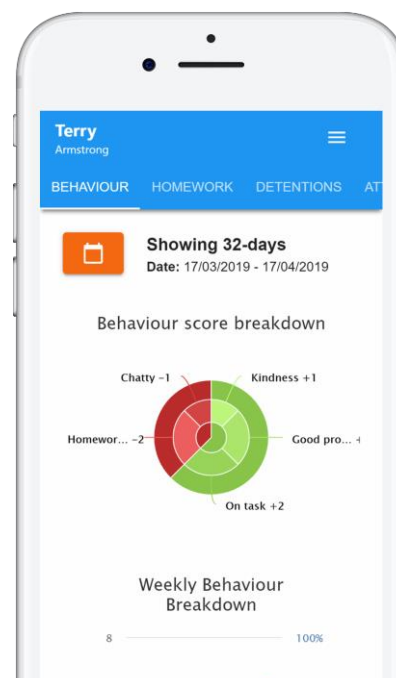 Terry
Armstrong
BEHAVIOUR HOMEWORK DETENTIONS AT
Showing 32-days
Date: 17/03/2019 - 17/04/2019
Behaviour score breakdown
Chatty −1 Kindness +1
Homewor... −2 Good pro... +
On task +2
Weekly Behaviour
Breakdown
8 100%